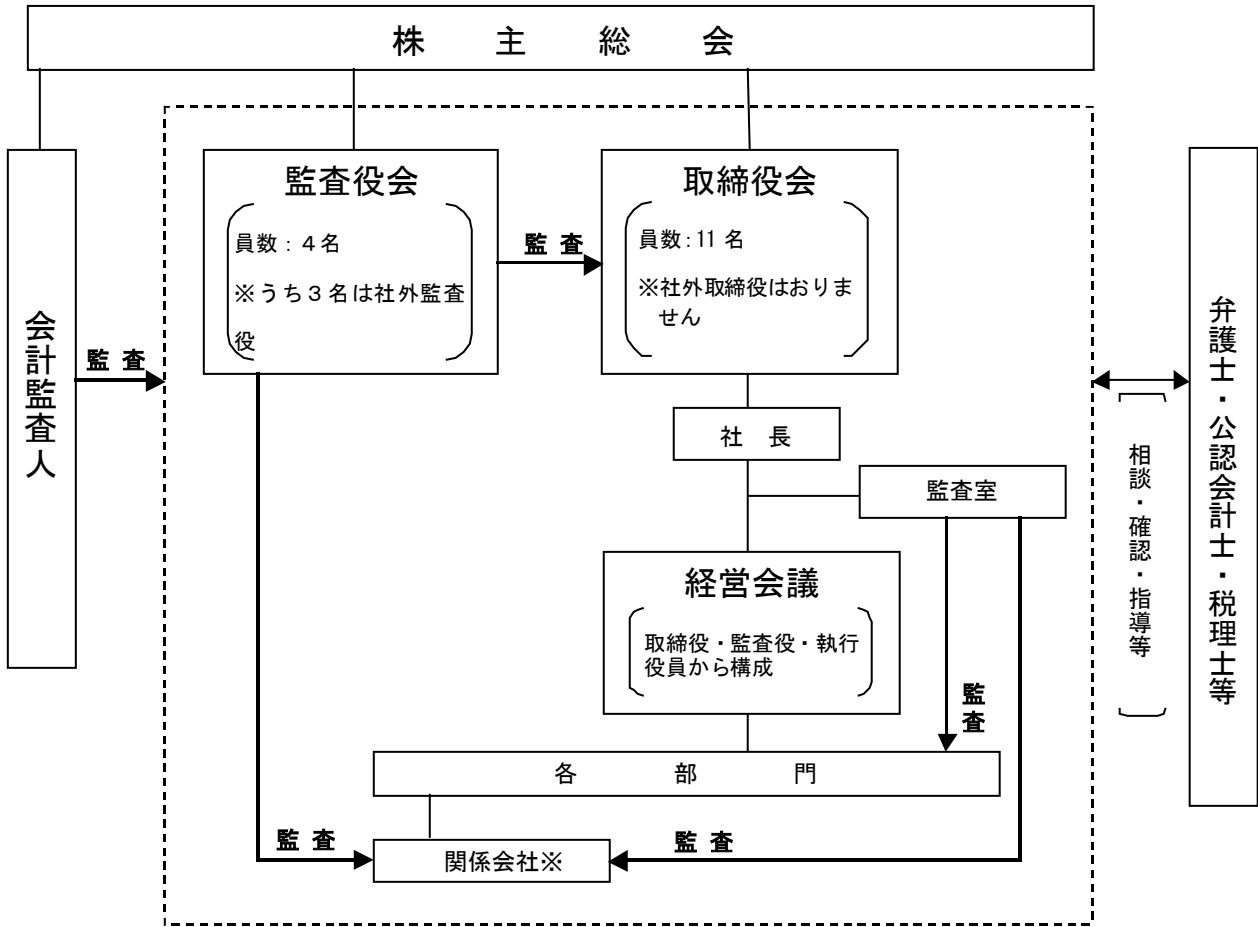 株主総会
監査役会
員数：４名
※うち３名は社外監査
役
監査
取締役会
員数：11名
※社外取締役はおりま
せん
会計監査人
監査
社長
監査室
経営会議
取締役・監査役・執行
役員から構成
監査
各部門
監査
関係会社※
監査
相談・確認・指導等
弁護士・公認会計士・税理士等